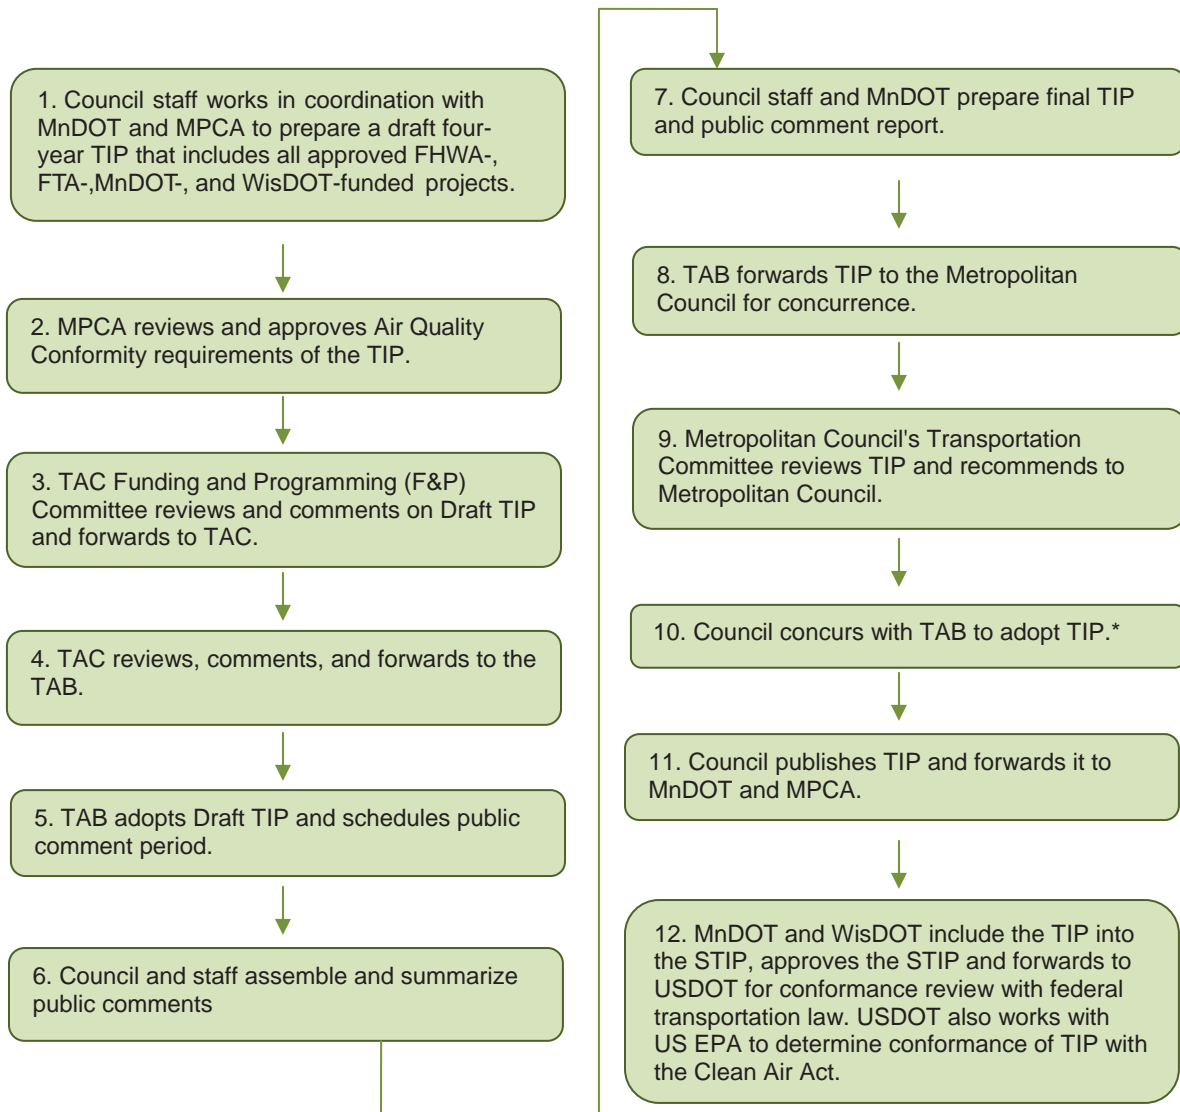 1. Council staff works in coordination with
MnDOT and MPCA to prepare a draft four-
year TIP that includes all approved FHWA-,
FTA-,MnDOT-, and WisDOT-funded projects.
2. MPCA reviews and approves Air Quality
Conformity requirements of the TIP.
3. TAC Funding and Programming (F&P)
Committee reviews and comments on Draft TIP
and forwards to TAC.
4. TAC reviews, comments, and forwards to the
TAB.
5. TAB adopts Draft TIP and schedules public
comment period.
6. Council and staff assemble and summarize
public comments
7. Council staff and MnDOT prepare final TIP
and public comment report.
8. TAB forwards TIP to the Metropolitan
Council for concurrence.
9. Metropolitan Council's Transportation
Committee reviews TIP and recommends to
Metropolitan Council.
10. Council concurs with TAB to adopt TIP.*
11. Council publishes TIP and forwards it to
MnDOT and MPCA.
12. MnDOT and WisDOT include the TIP into
the STIP, approves the STIP and forwards to
USDOT for conformance review with federal
transportation law. USDOT also works with
US EPA to determine conformance of TIP with
the Clean Air Act.